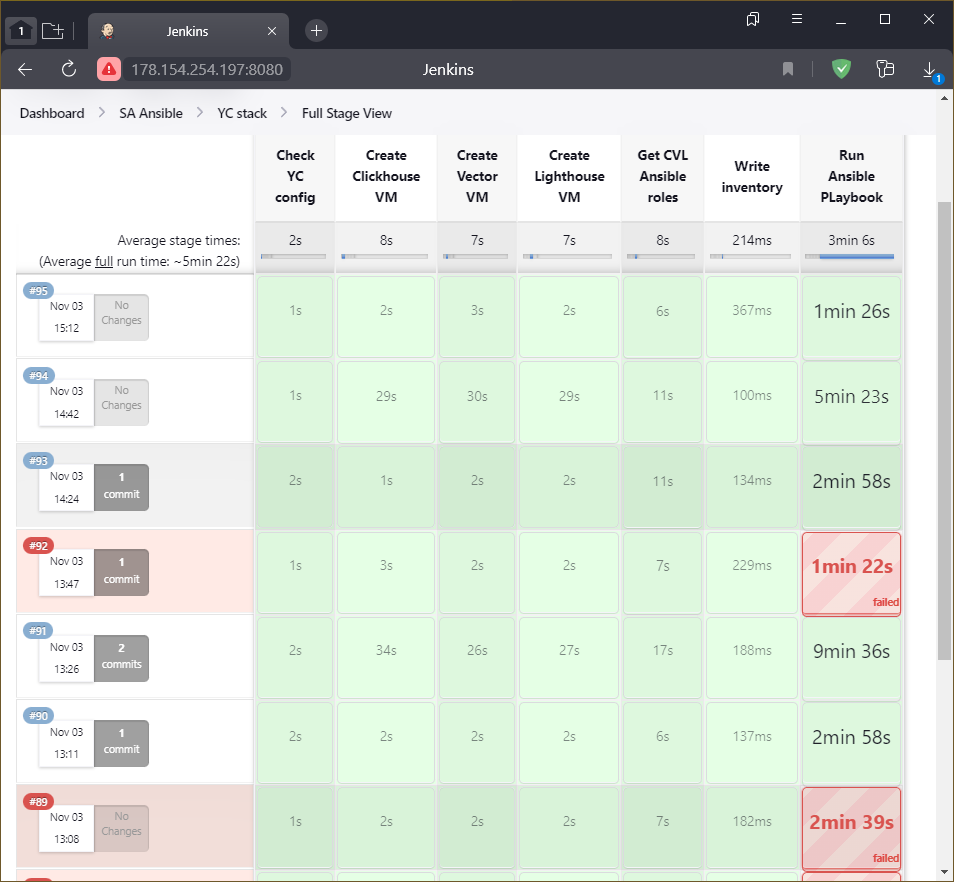 1
Jenkins
178.154.254.197:8080
Jenkins
1
Dashboard
SA Ansible
YC stack
Full Stage View
Check YC config
Create Clickhouse VM
Create Vector VM
Create Lighthouse VM
Get CVL Ansible roles
Write inventory
Run Ansible PLaybook
Average stage times:
(Average full run time: ~5min 22s)
2s
8s
7s
7s
8s
214ms
3min 6s
#95
Nov 03
15:12
No Changes
1s
2s
3s
2s
6s
367ms
1min 26s
#94
Nov 03
14:42
No Changes
1s
29s
30s
29s
11s
100ms
5min 23s
#93
Nov 03
14:24
1 commit
2s
1s
2s
2s
11s
134ms
2min 58s
#92
Nov 03
13:47
1 commit
1s
3s
2s
2s
7s
229ms
1min 22s
failed
#91
Nov 03
13:26
2 commits
2s
34s
26s
27s
17s
188ms
9min 36s
#90
Nov 03
13:11
1 commit
2s
2s
2s
2s
6s
137ms
2min 58s
#89
Nov 03
13:08
No Changes
1s
2s
2s
2s
7s
182ms
2min 39s
failed